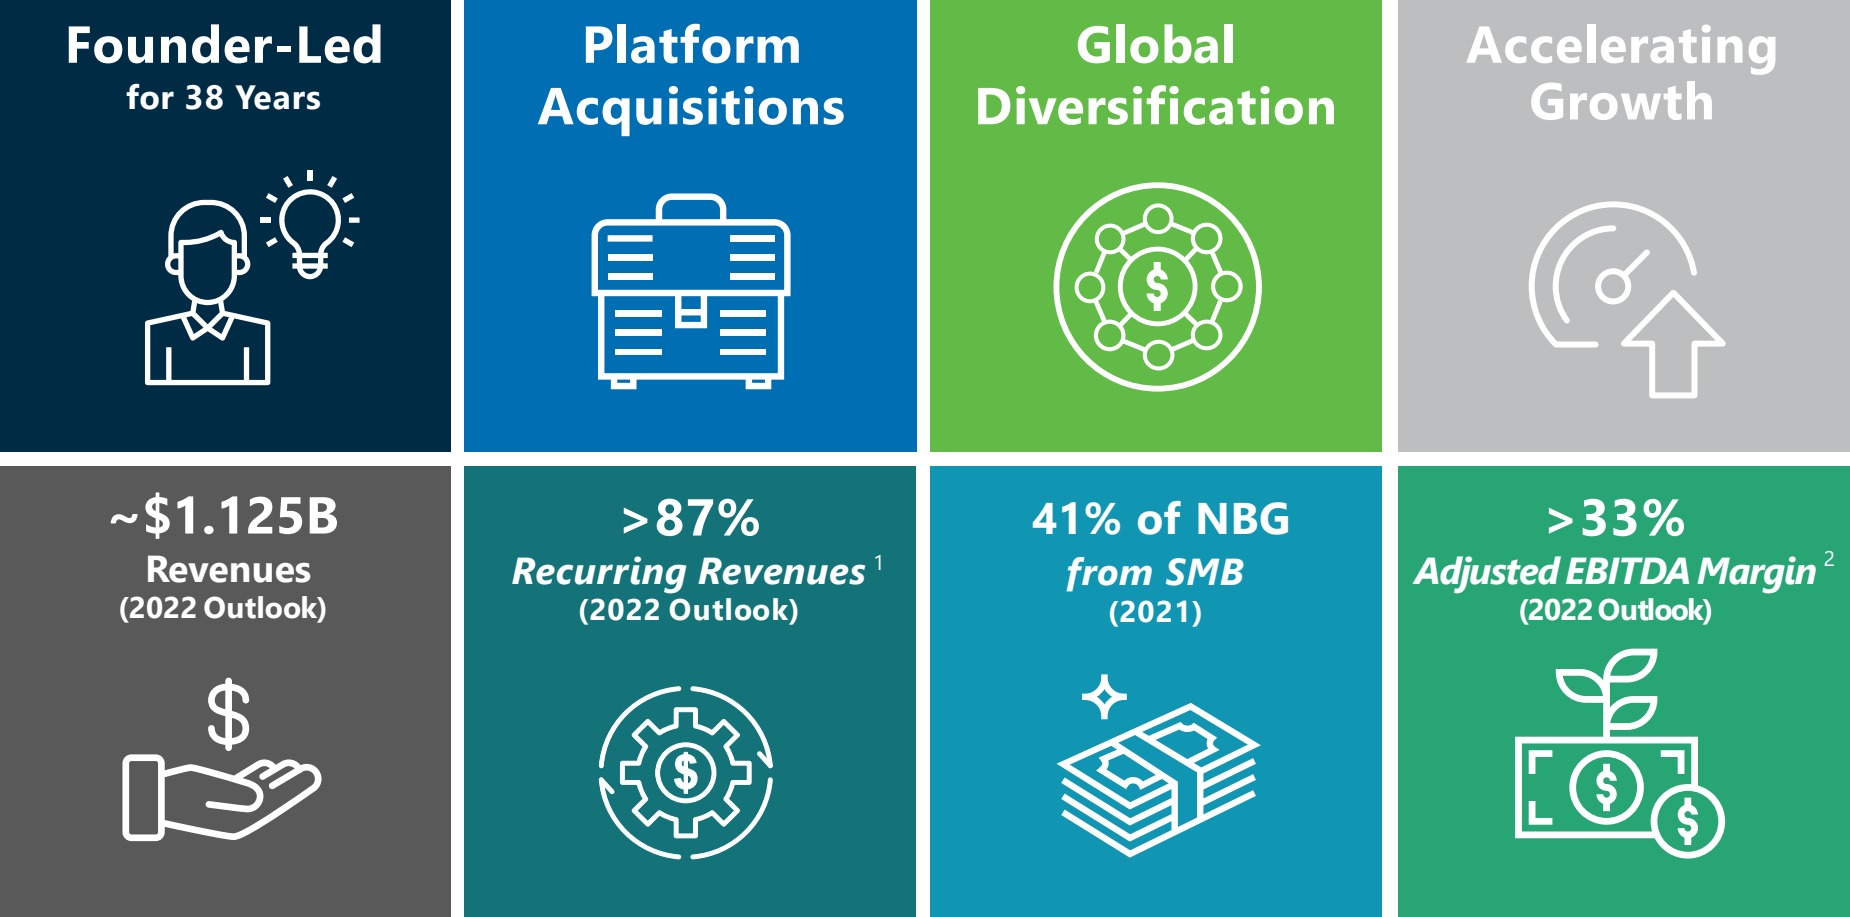 Founder-Led
for 38 Years
Platform
Acquisitions
Global
Diversification
Accelerating
Growth
~$1.125B
Revenues
(2022 Outlook)
>87%
Recurring Revenues 1
(2022 Outlook)
41% of NBG
from SMB
(2021)
>33%
Adjusted EBITDA Margin 2
(2022 Outlook)